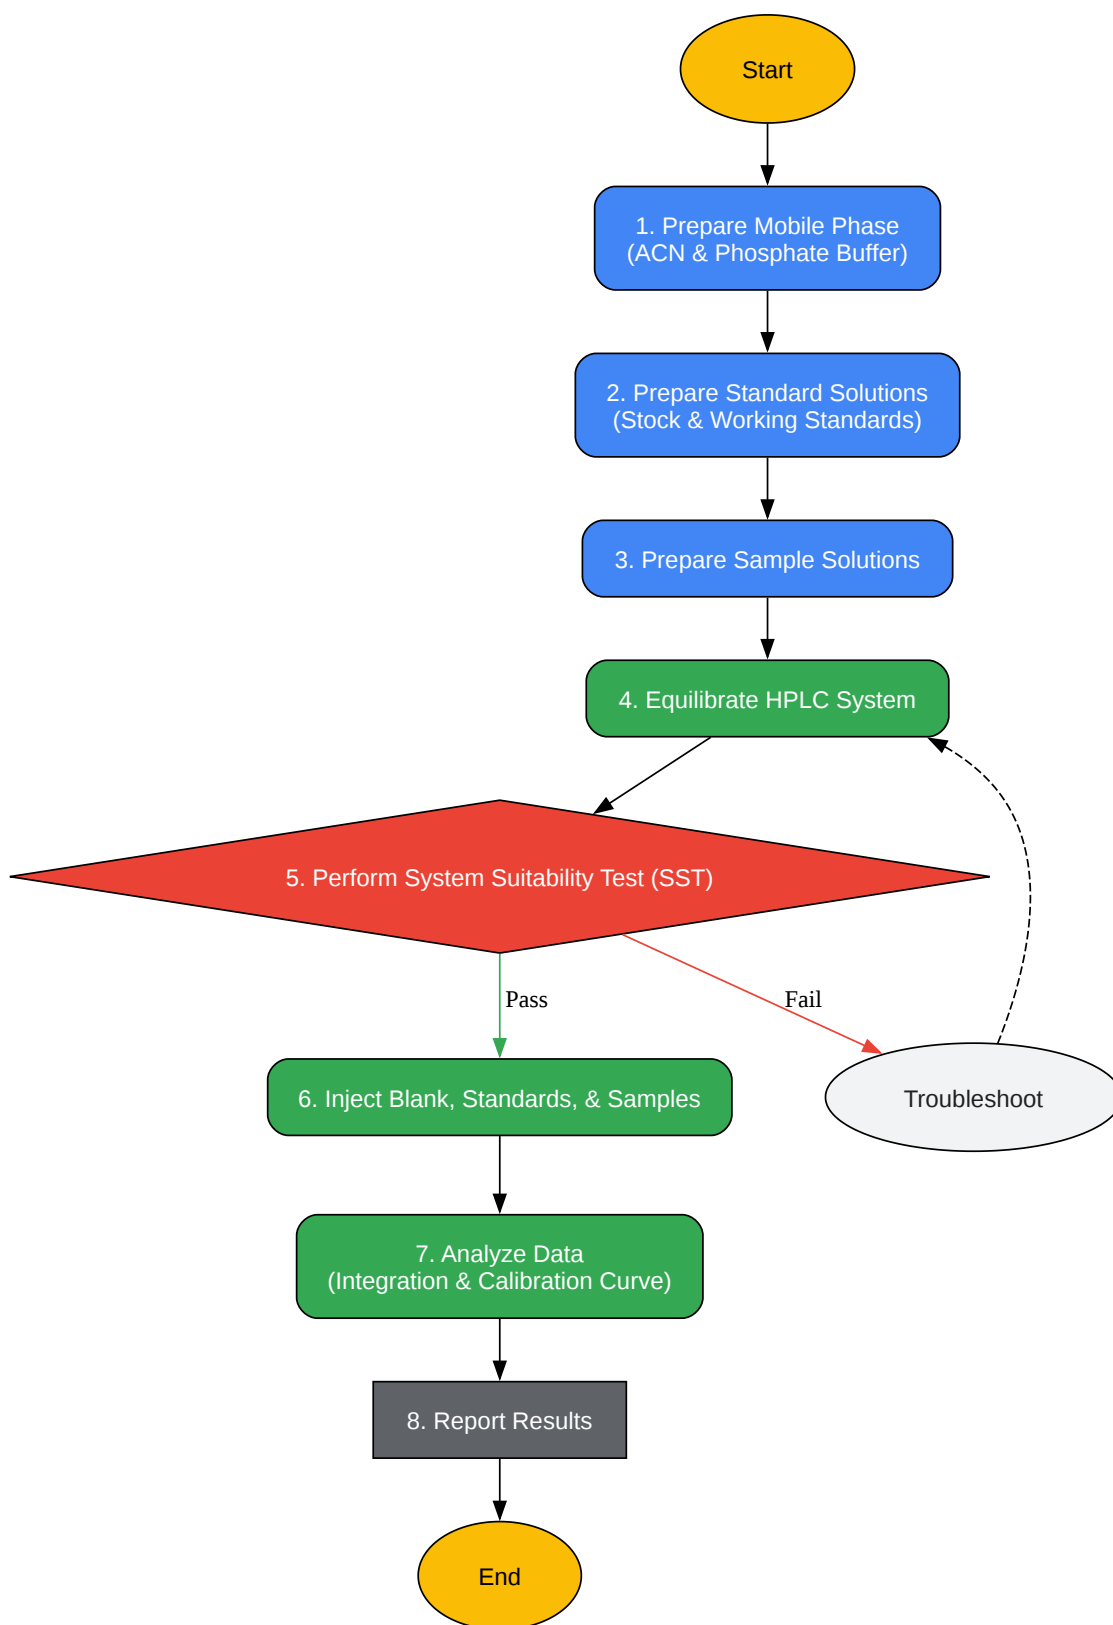 Start
1. Prepare Mobile Phase
(ACN & Phosphate Buffer)
2. Prepare Standard Solutions
(Stock & Working Standards)
3. Prepare Sample Solutions
4. Equilibrate HPLC System
5. Perform System Suitability Test (SST)
Pass
Fail
6. Inject Blank, Standards, & Samples
Troubleshoot
7. Analyze Data
(Integration & Calibration Curve)
8. Report Results
End